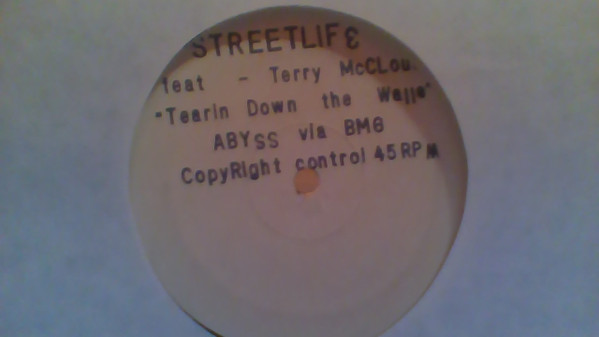 STREETLIFE
feat - Terry McCLou
"Tearin Down the Walls"
ABYSS via BMG
CopyRight control 45 RPM